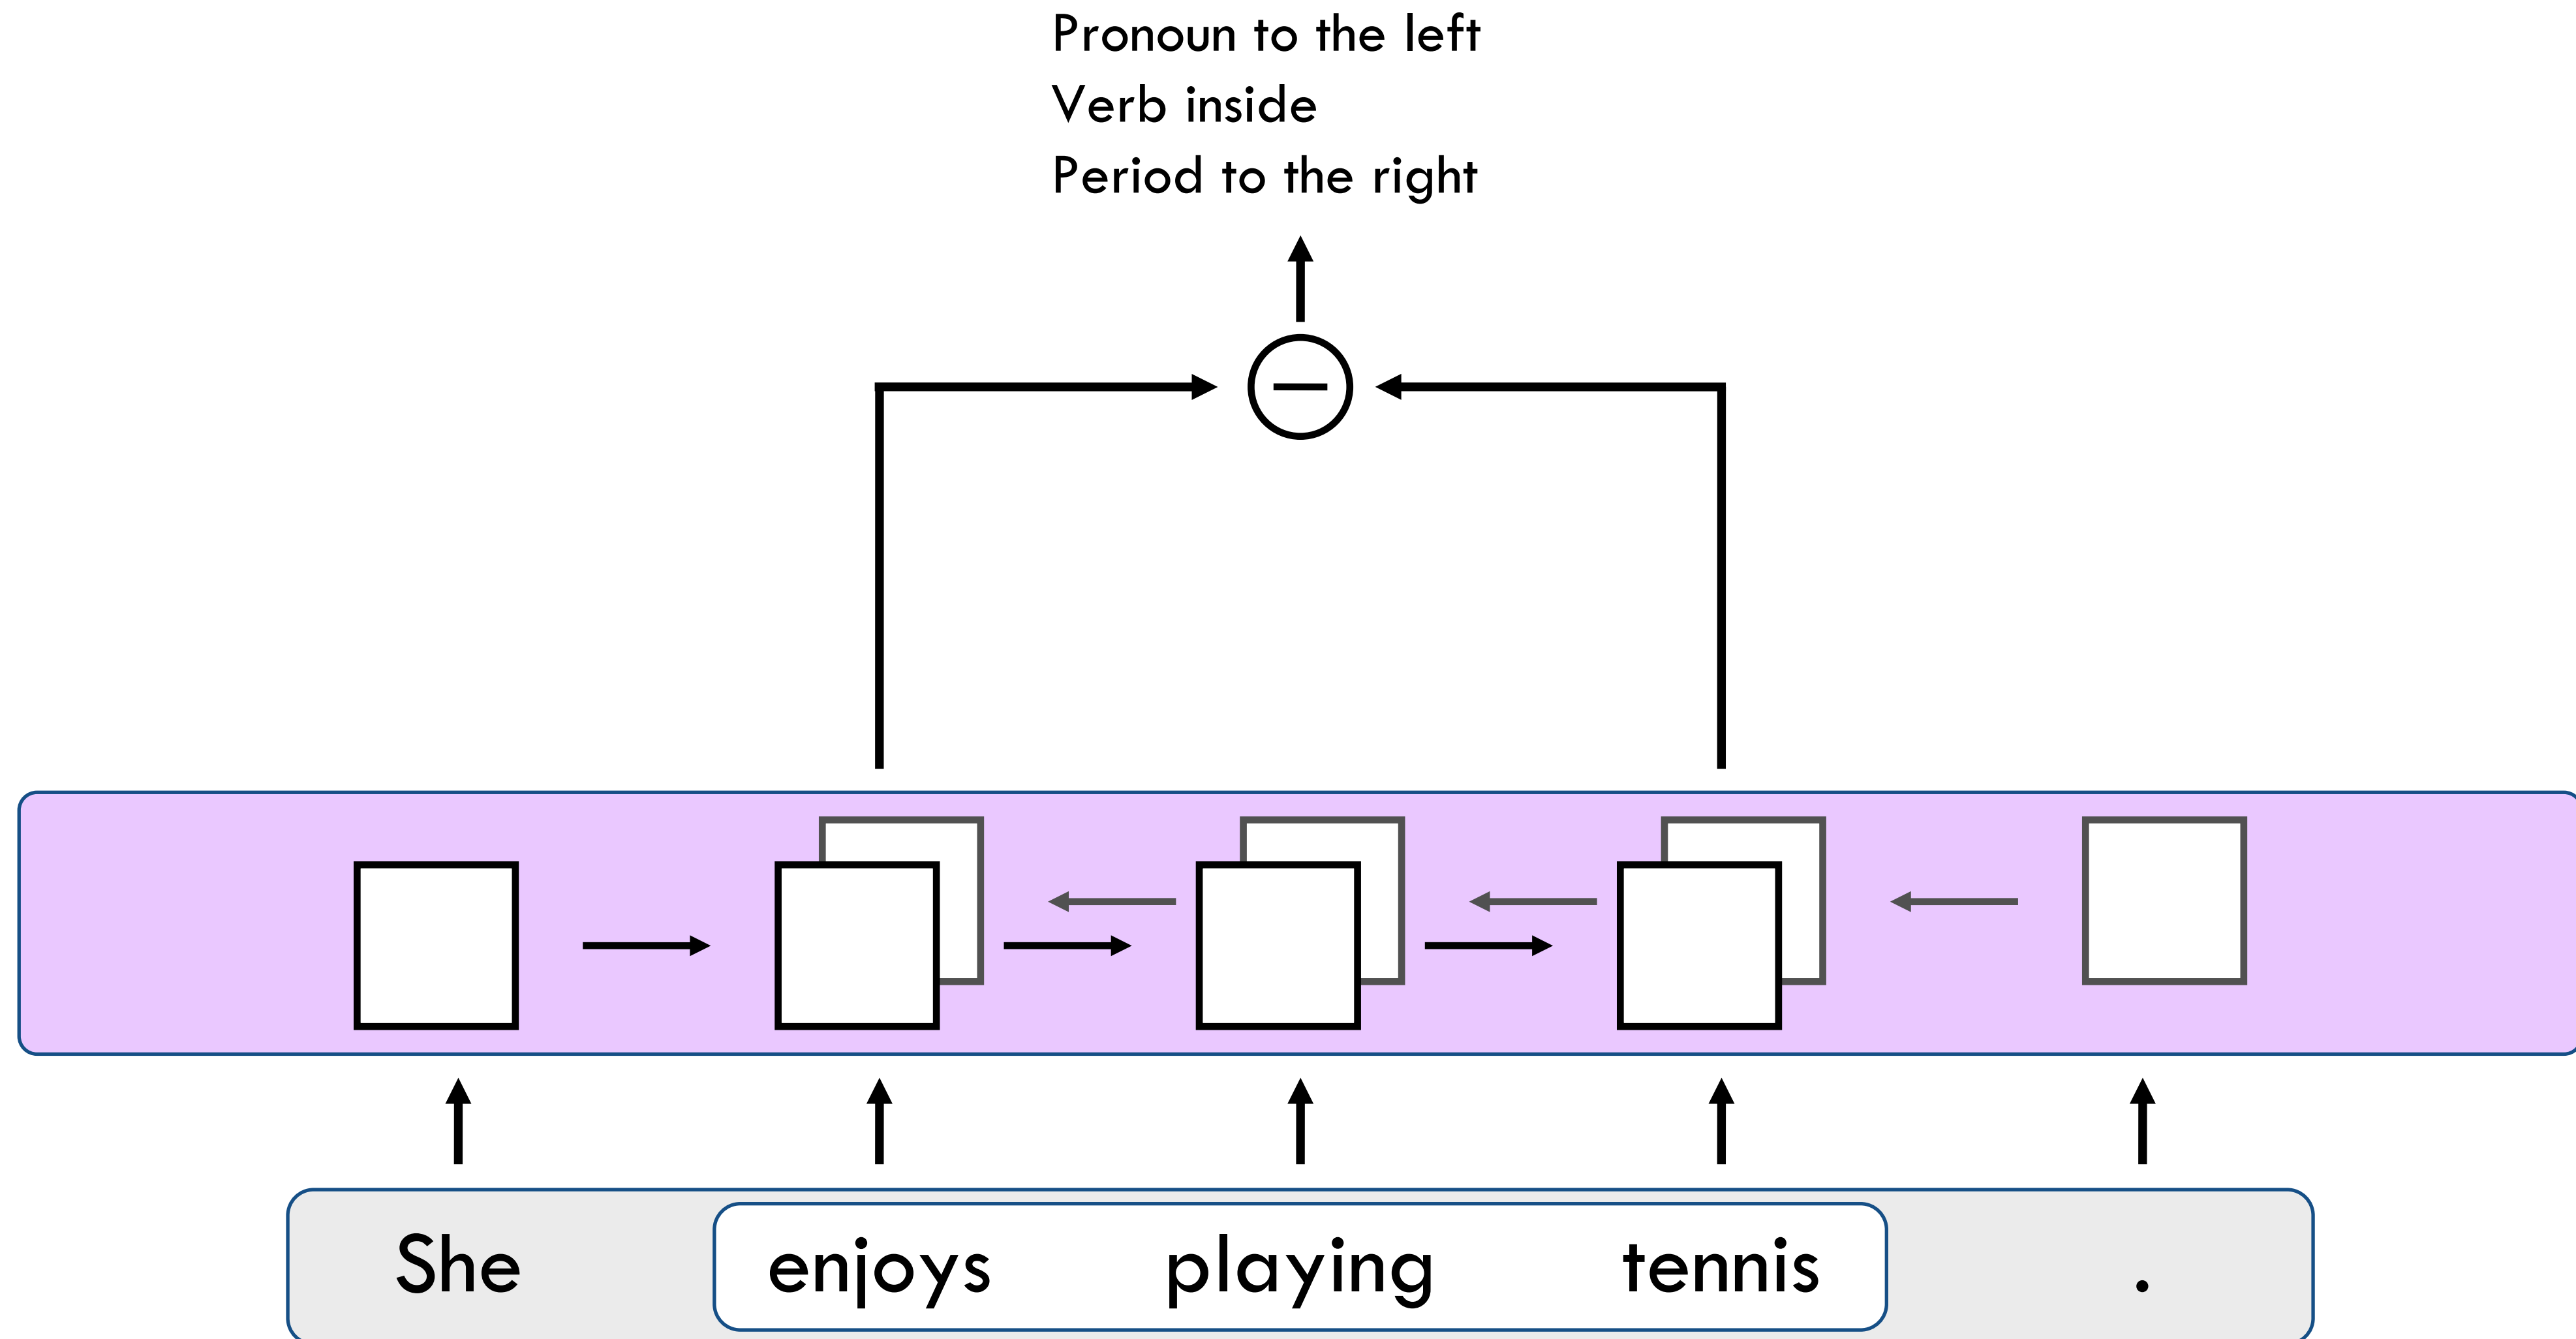 Pronoun to the left
Verb inside
Period to the right
She enjoys playing tennis .